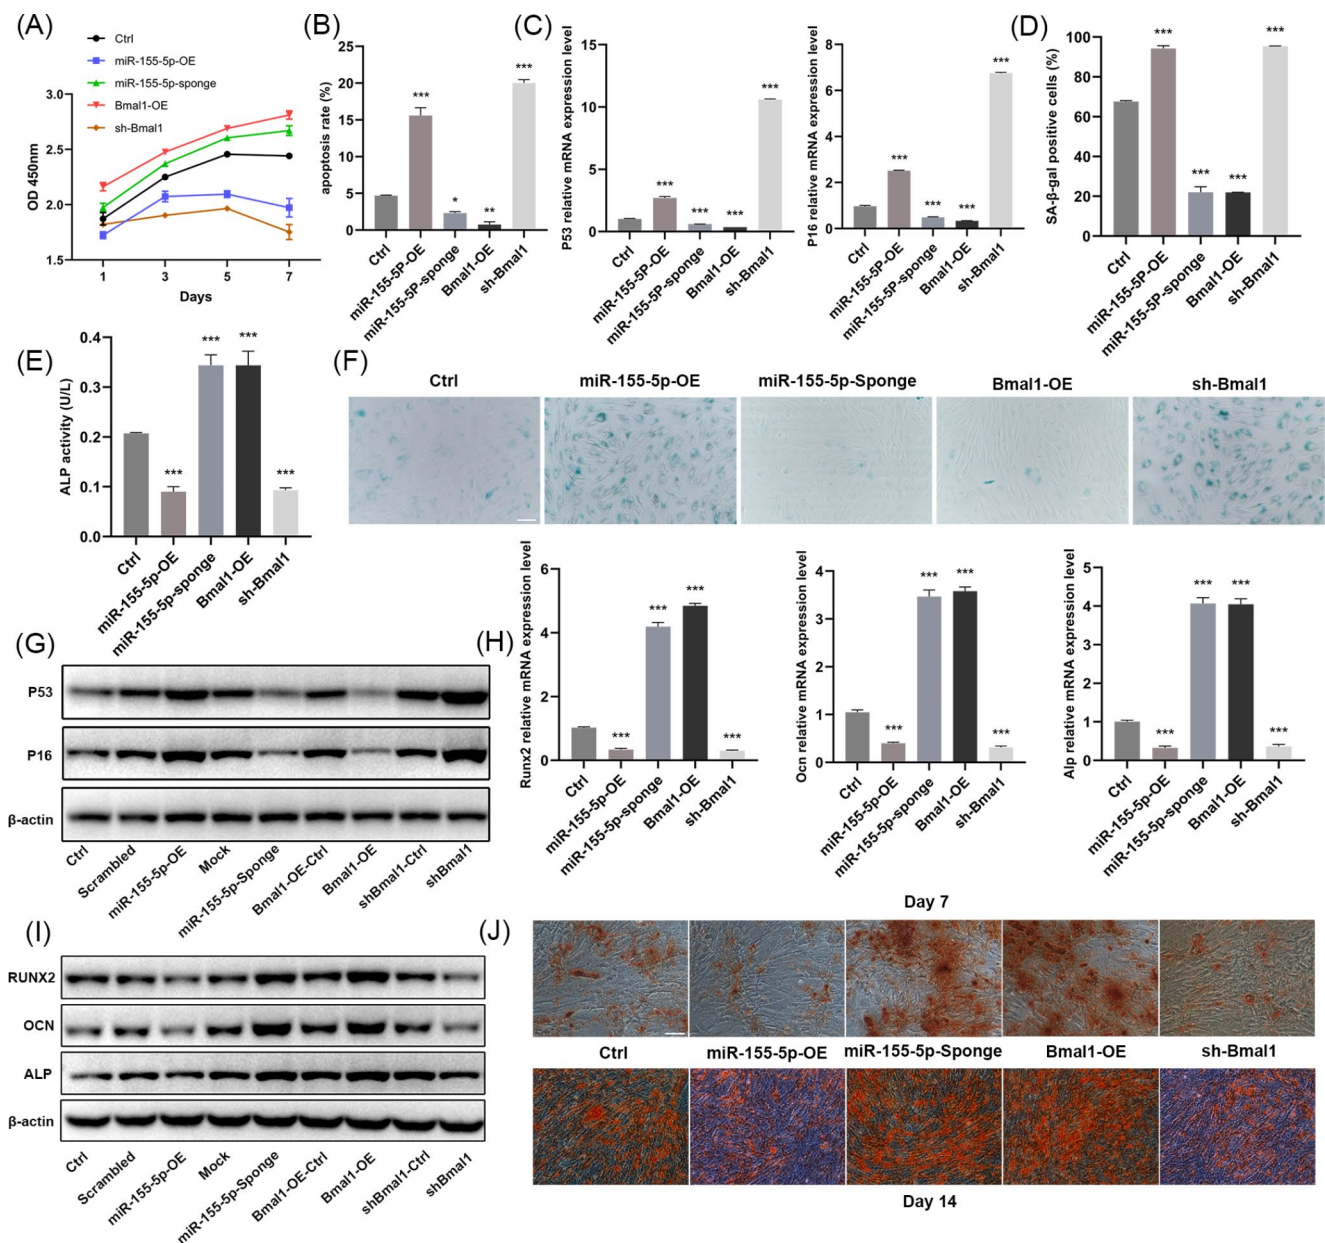 (A)
Ctrl
miR-155-5p-OE
miR-155-5p-sponge
Bmal1-OE
sh-Bmal1
OD 450nm
3.0
2.5
2.0
1.5
1 3 5 7
Days
(B)
apoptosis rate (%)
25
20
15
10
5
0
*** * ** ***
Ctrl
miR-155-5P-OE
miR-155-5P-sponge
Bmal1-OE
sh-Bmal1
(C)
P53 relative mRNA expression level
15
10
5
0
*** *** *** ***
Ctrl
miR-155-5P-OE
miR-155-5P-sponge
Bmal1-OE
sh-Bmal1
P16 relative mRNA expression level
8
6
4
2
0
*** *** *** ***
Ctrl
miR-155-5P-OE
miR-155-5P-sponge
Bmal1-OE
sh-Bmal1
(D)
SA-β-gal positive cells (%)
100
80
60
40
20
0
*** *** *** ***
Ctrl
miR-155-5P-OE
miR-155-5P-sponge
Bmal1-OE
sh-Bmal1
(E)
ALP activity (U/L)
0.4
0.3
0.2
0.1
0.0
*** *** *** ***
Ctrl
miR-155-5p-OE
miR-155-5p-sponge
Bmal1-OE
sh-Bmal1
(F)
Ctrl miR-155-5p-OE miR-155-5p-Sponge Bmal1-OE sh-Bmal1
(G)
P53
P16
β-actin
Ctrl
Scrambled
miR-155-5p-OE
Mock
miR-155-5p-Sponge
Bmal1-OE-Ctrl
Bmal1-OE
shBmal1-Ctrl
shBmal1
(H)
Runx2 relative mRNA expression level
6
4
2
0
*** *** *** ***
Ctrl
miR-155-5p-OE
miR-155-5p-sponge
Bmal1-OE
sh-Bmal1
Ocn relative mRNA expression level
4
3
2
1
0
*** *** *** ***
Ctrl
miR-155-5p-OE
miR-155-5p-sponge
Bmal1-OE
sh-Bmal1
Alp relative mRNA expression level
5
4
3
2
1
0
*** *** *** ***
Ctrl
miR-155-5p-OE
miR-155-5p-sponge
Bmal1-OE
sh-Bmal1
(I)
RUNX2
OCN
ALP
β-actin
Ctrl
Scrambled
miR-155-5p-OE
Mock
miR-155-5p-Sponge
Bmal1-OE-Ctrl
Bmal1-OE
shBmal1-Ctrl
shBmal1
(J)
Day 7
Ctrl miR-155-5p-OE miR-155-5p-Sponge Bmal1-OE sh-Bmal1
Day 14